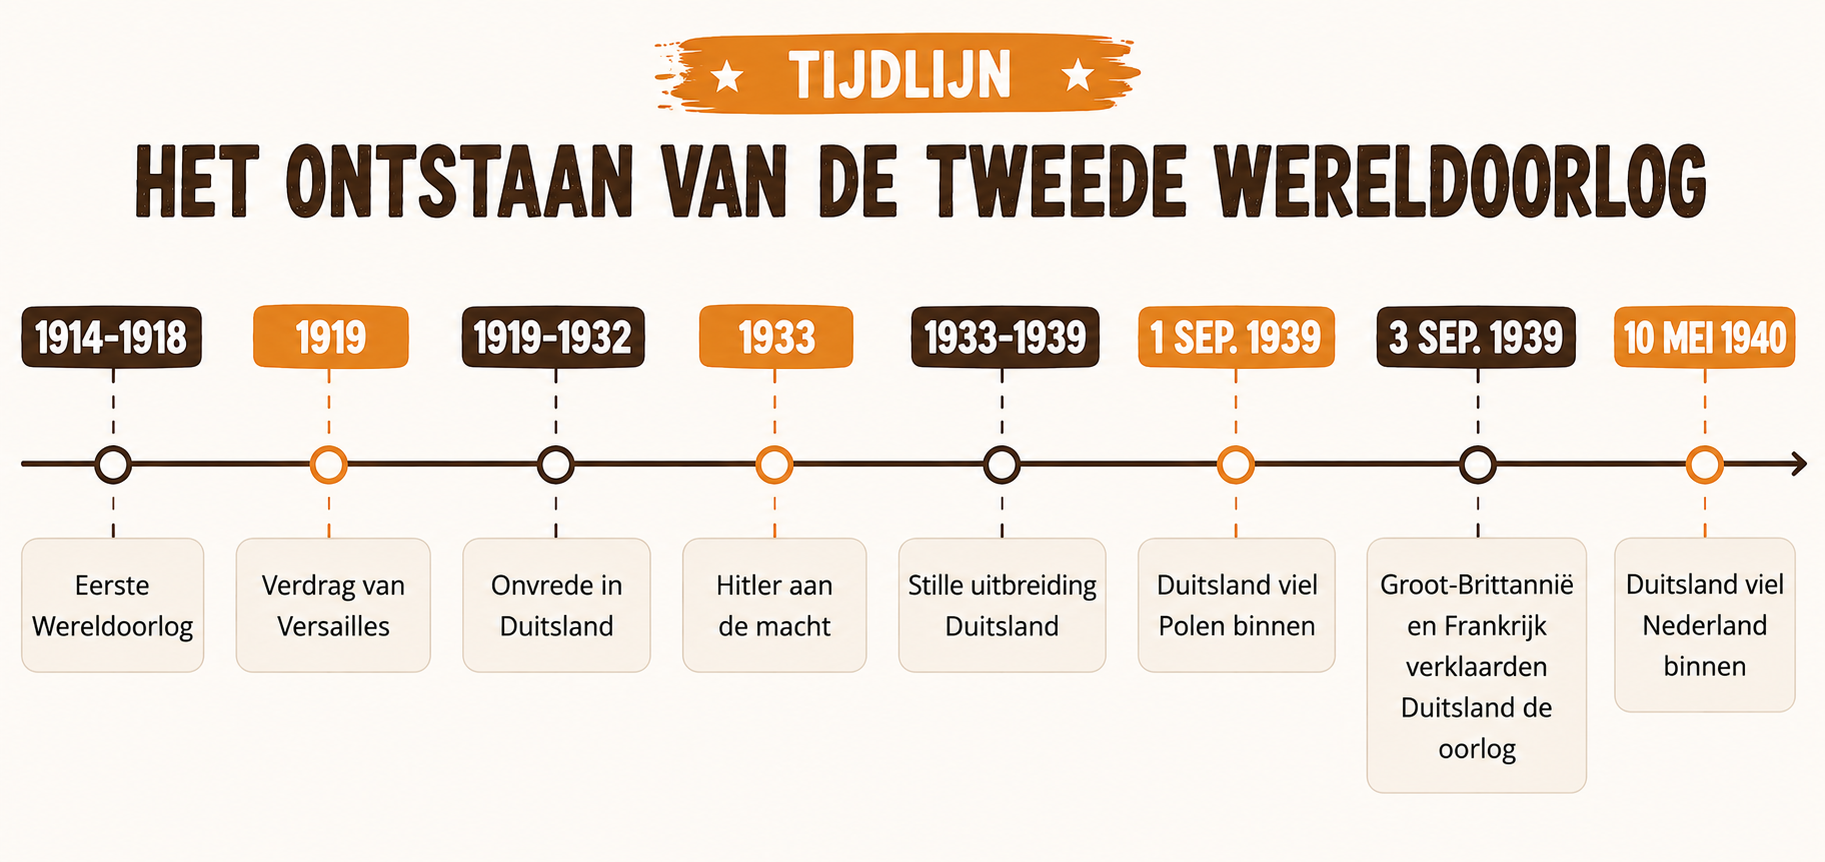 TIJDLIJN
HET ONTSTAAN VAN DE TWEEDE WERELDOORLOG
1914-1918
Eerste
Wereldoorlog
1919
Verdrag van
Versailles
1919-1932
Onvrede in
Duitsland
1933
Hitler aan
de macht
1933-1939
Stille uitbreiding
Duitsland
1 SEP. 1939
Duitsland viel
Polen binnen
3 SEP. 1939
Groot-Brittannië
en Frankrijk
verklaarden
Duitsland de
oorlog
10 MEI 1940
Duitsland viel
Nederland
binnen